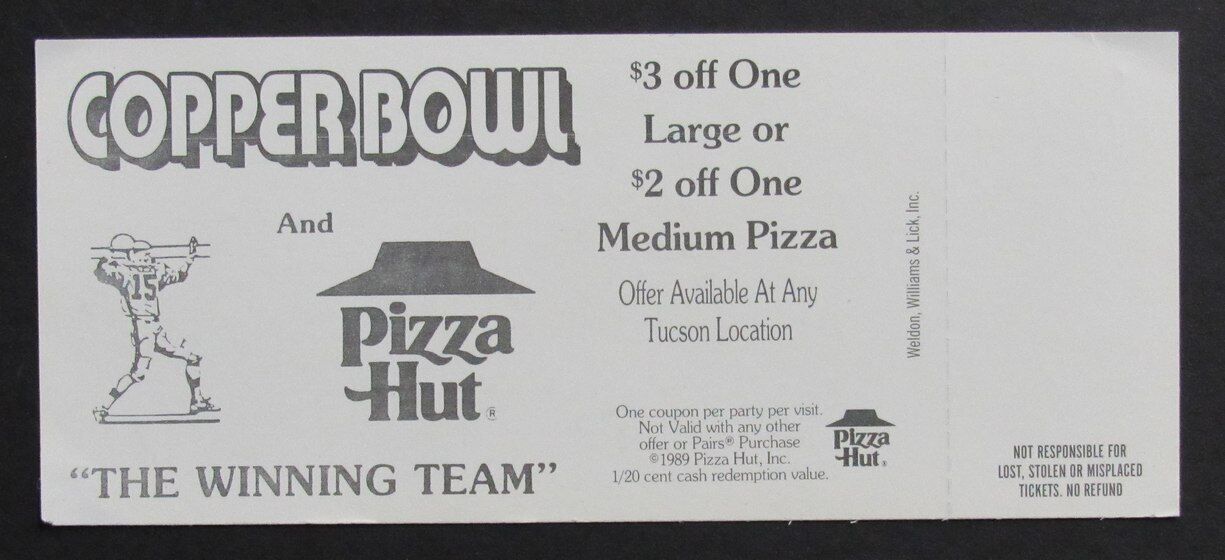 COPPER BOWL
And
15
Pizza
Hut®
"THE WINNING TEAM"
$3 off One
Large or
$2 off One
Medium Pizza
Offer Available At Any
Tucson Location
One coupon per party per visit.
Not Valid with any other
offer or Pairs® Purchase
©1989 Pizza Hut, Inc.
1/20 cent cash redemption value.
Pizza
Hut®
Weldon, Williams & Lick, Inc.
NOT RESPONSIBLE FOR
LOST, STOLEN OR MISPLACED
TICKETS. NO REFUND